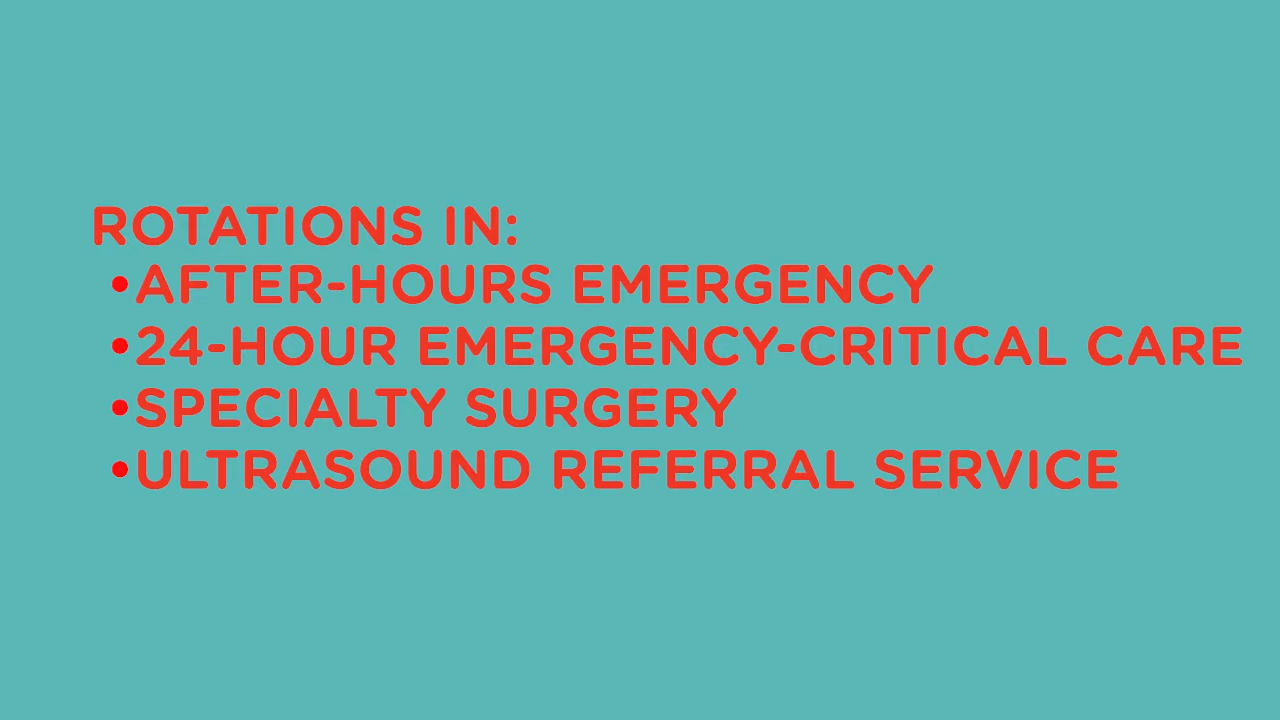 ROTATIONS IN:
•AFTER-HOURS EMERGENCY
•24-HOUR EMERGENCY-CRITICAL CARE
•SPECIALTY SURGERY
•ULTRASOUND REFERRAL SERVICE